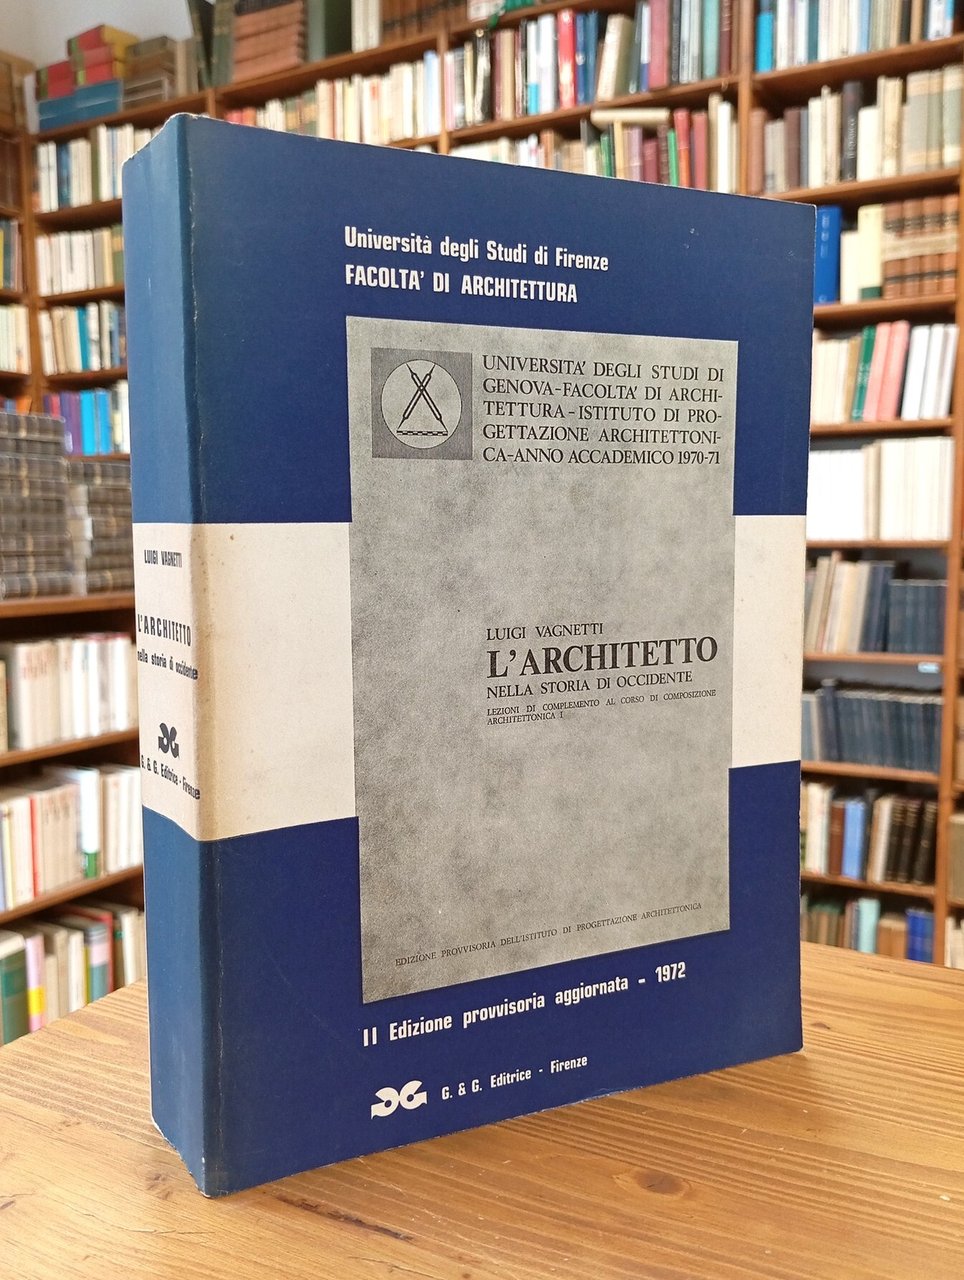 Università degli Studi di Firenze
FACOLTA' DI ARCHITETTURA
UNIVERSITA' DEGLI STUDI DI
GENOVA-FACOLTA' DI ARCHI-
TETTURA-ISTITUTO DI PRO-
GETTAZIONE ARCHITETTONI-
CA-ANNO ACCADEMICO 1970-71
LUIGI VAGNETTI
L'ARCHITETTO
NELLA STORIA DI OCCIDENTE
LEZIONI DI COMPLEMENTO AL CORSO DI COMPOSIZIONE
ARCHITETTONICA I
EDIZIONE PROVVISORIA DELL'ISTITUTO DI PROGETTAZIONE ARCHITETTONICA
II Edizione provvisoria aggiornata - 1972
G. & G. Editrice - Firenze
LUIGI VAGNETTI
L'ARCHITETTO
nella storia di occidente
G. & G. Editrice - Firenze